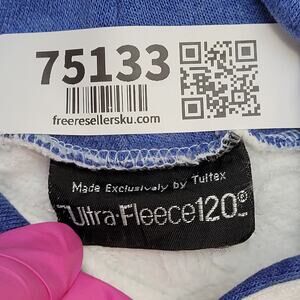 75133
freeresellersku.com
Made Exclusively by Tultex
Ultra-Fleece120®